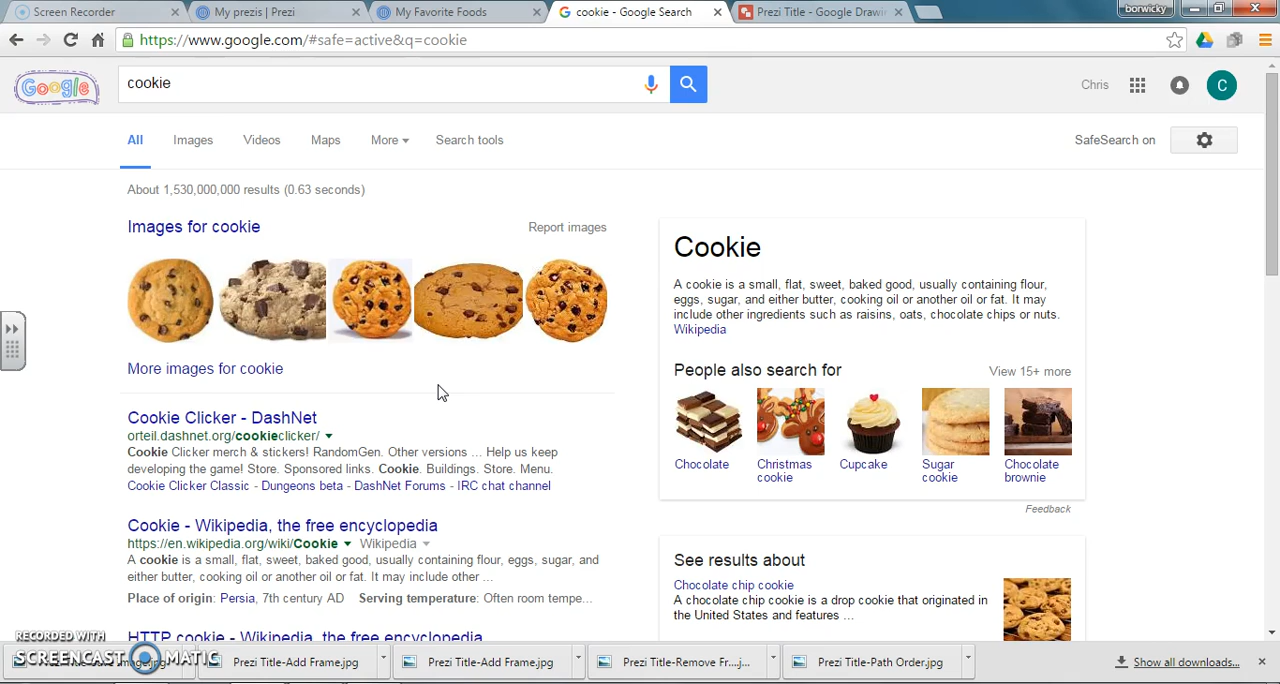 Screen Recorder
My prezis | Prezi
My Favorite Foods
cookie - Google Search
Prezi Title - Google Drawi
borwicky
https://www.google.com/#safe=active&q=cookie
Google
cookie
Chris
C
All
Images
Videos
Maps
More
Search tools
SafeSearch on
About 1,530,000,000 results (0.63 seconds)
Images for cookie
Report images
More images for cookie
Cookie Clicker - DashNet
orteil.dashnet.org/cookieclicker/
Cookie Clicker merch & stickers! RandomGen. Other versions ... Help us keep
developing the game! Store. Sponsored links. Cookie. Buildings. Store. Menu.
Cookie Clicker Classic - Dungeons beta - DashNet Forums - IRC chat channel
Cookie - Wikipedia, the free encyclopedia
https://en.wikipedia.org/wiki/Cookie Wikipedia
A cookie is a small, flat, sweet, baked good, usually containing flour, eggs, sugar, and
either butter, cooking oil or another oil or fat. It may include other ...
Place of origin: Persia, 7th century AD Serving temperature: Often room tempe...
HTTP cookie - Wikipedia, the free encyclopedia
Cookie
A cookie is a small, flat, sweet, baked good, usually containing flour,
eggs, sugar, and either butter, cooking oil or another oil or fat. It may
include other ingredients such as raisins, oats, chocolate chips or nuts.
Wikipedia
People also search for
View 15+ more
Chocolate
Christmas
cookie
Cupcake
Sugar
cookie
Chocolate
brownie
Feedback
See results about
Chocolate chip cookie
A chocolate chip cookie is a drop cookie that originated in
the United States and features ...
RECORDED WITH
SCREENCAST MATIC
Prezi Title-Add Frame.jpg
Prezi Title-Add Frame.jpg
Prezi Title-Remove Fr....j...
Prezi Title-Path Order.jpg
Show all downloads...